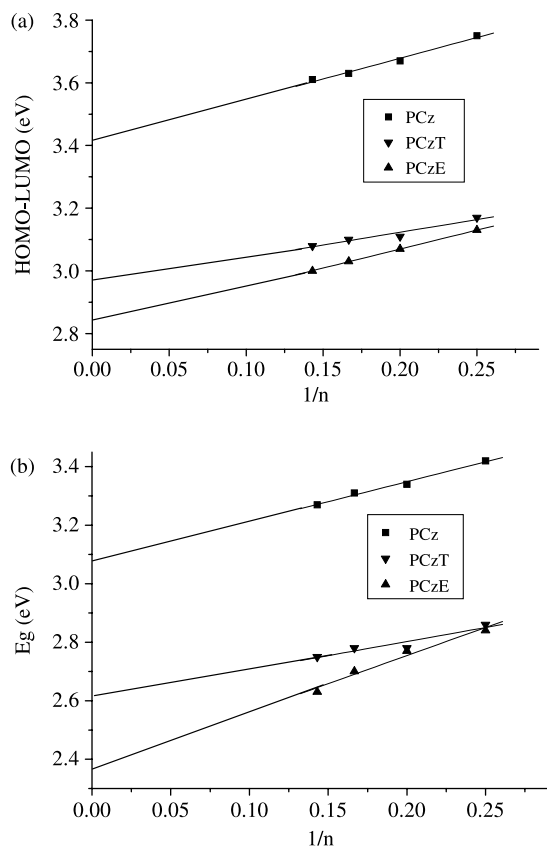 (a)
3.8
3.6
3.4
3.2
3.0
2.8
HOMO-LUMO (eV)
PCz
PCzT
PCzE
0.00 0.05 0.10 0.15 0.20 0.25
1/n
(b)
3.4
3.2
3.0
2.8
2.6
2.4
Eg (eV)
PCz
PCzT
PCzE
0.00 0.05 0.10 0.15 0.20 0.25
1/n